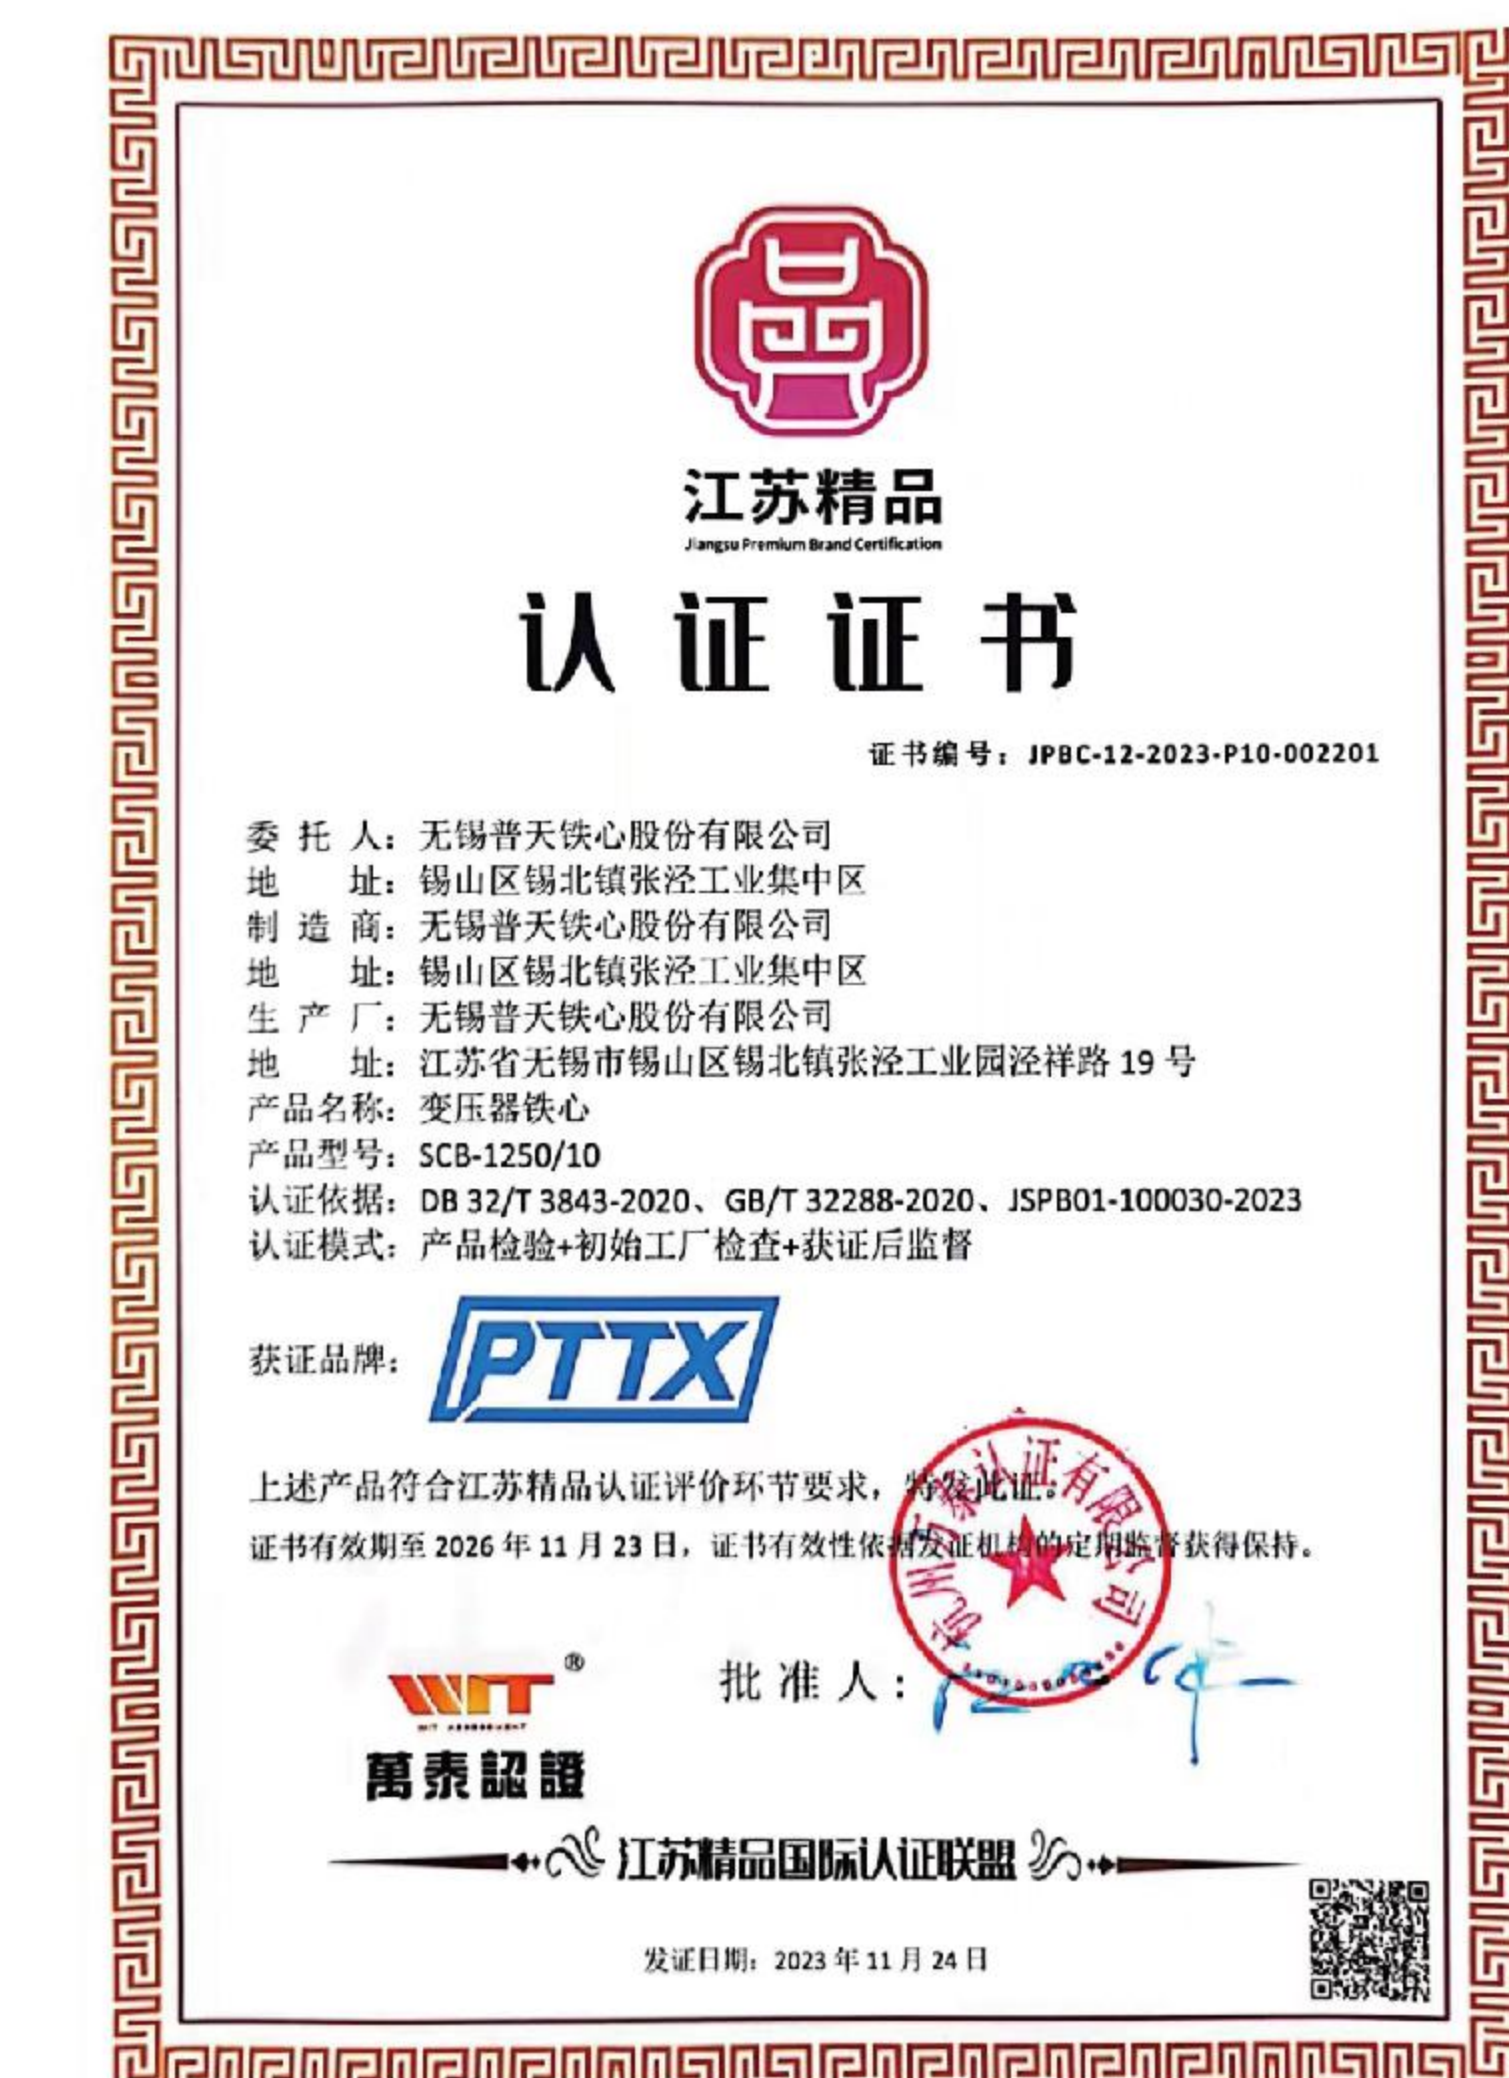 江苏精品
Jiangsu Premium Brand Certification
认证证书
证书编号：JPBC-12-2023-P10-002201
委托人：无锡普天铁心股份有限公司
地址：锡山区锡北镇张泾工业集中区
制造商：无锡普天铁心股份有限公司
地址：锡山区锡北镇张泾工业集中区
生产厂：无锡普天铁心股份有限公司
地址：江苏省无锡市锡山区锡北镇张泾工业园泾祥路 19 号
产品名称：变压器铁心
产品型号：SCB-1250/10
认证依据：DB 32/T 3843-2020、GB/T 32288-2020、JSPB01-100030-2023
认证模式：产品检验+初始工厂检查+获证后监督
获证品牌：
PTTX
上述产品符合江苏精品认证评价环节要求，特发此证。
证书有效期至 2026 年 11 月 23 日，证书有效性依据发证机构的定期监督获得保持。
杭州万泰认证有限公司
批准人：
WIT®
WIT ASSESSMENT
萬泰認證
江苏精品国际认证联盟
发证日期：2023 年 11 月 24 日